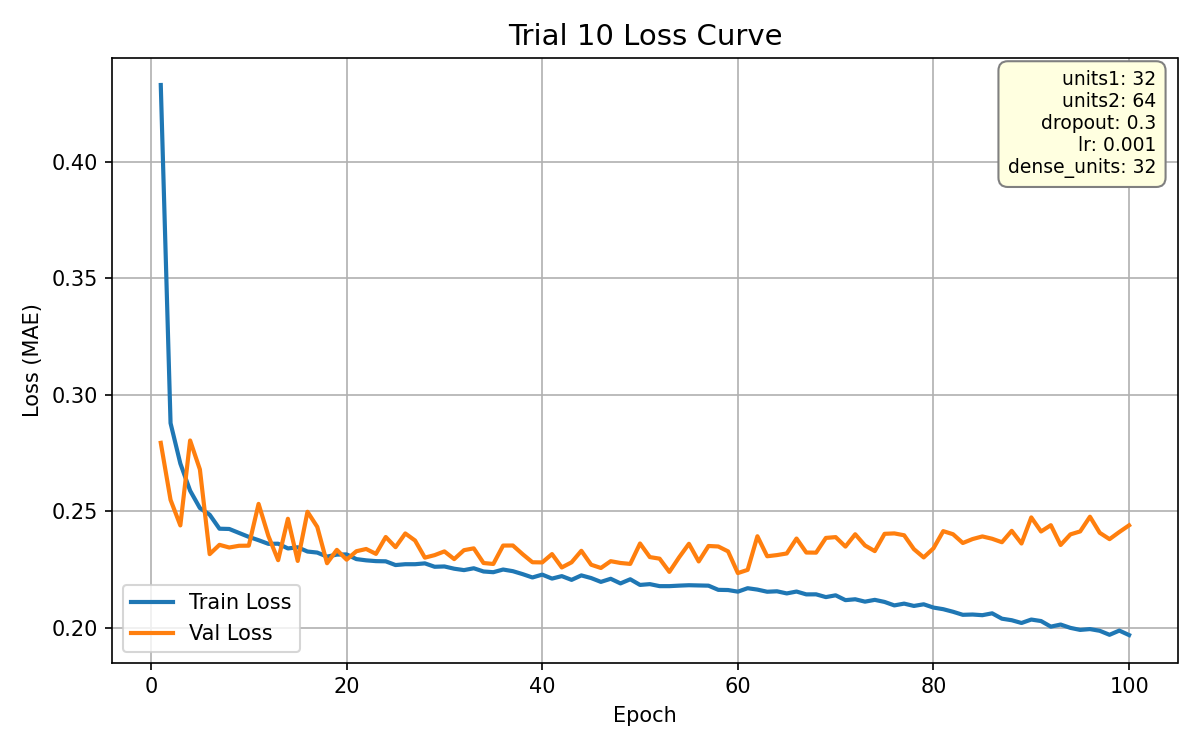 Trial 10 Loss Curve
units1: 32
units2: 64
dropout: 0.3
lr: 0.001
dense_units: 32
Loss (MAE)
0.40
0.35
0.30
0.25
0.20
Train Loss
Val Loss
0 20 40 60 80 100
Epoch